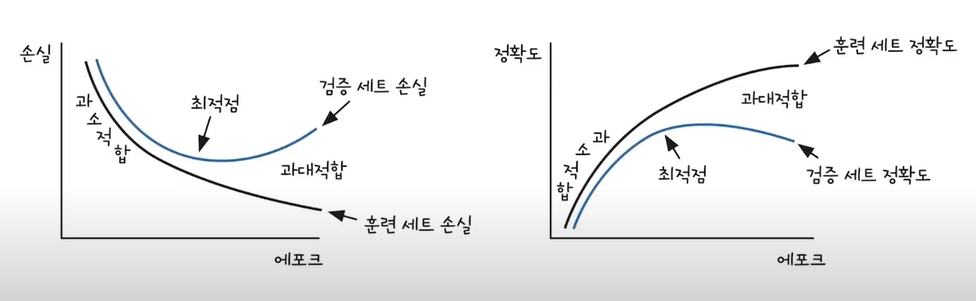 손실
과소적합
최적점
검증 세트 손실
과대적합
훈련 세트 손실
에포크
정확도
훈련 세트 정확도
과대적합
과소적합
최적점
검증 세트 정확도
에포크